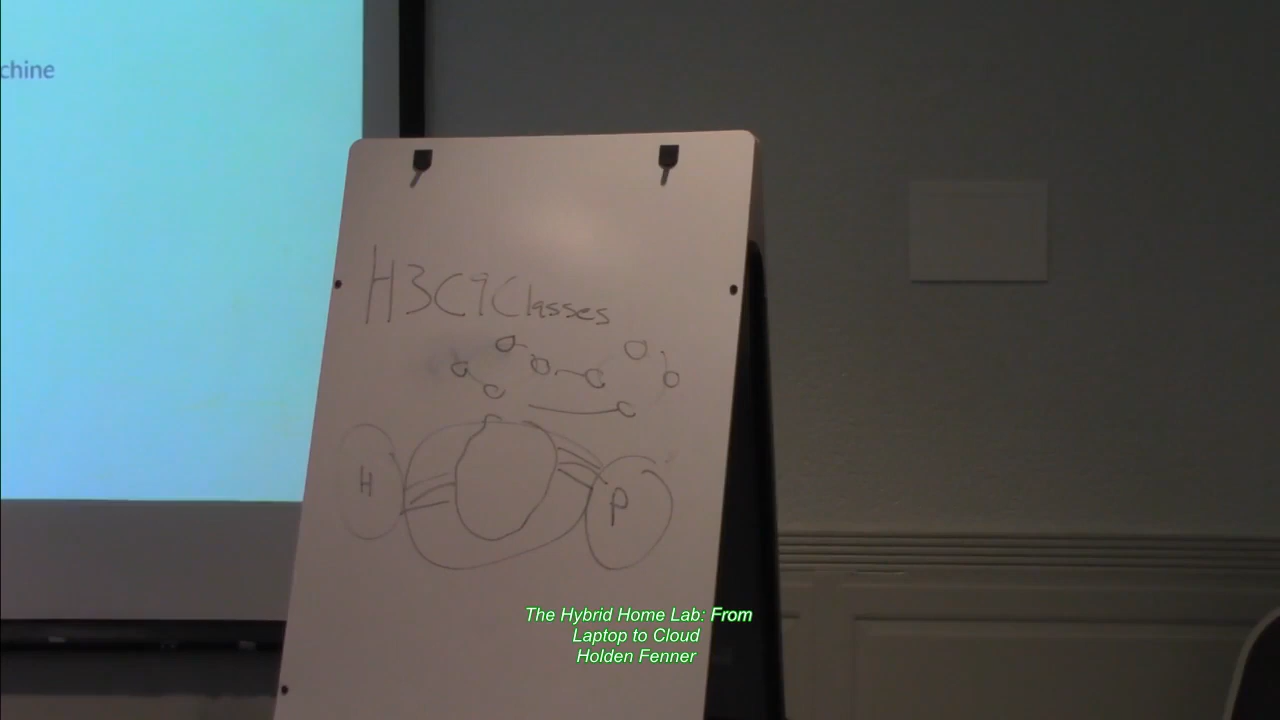 chine
H3C9Classes
H
P
The Hybrid Home Lab: From
Laptop to Cloud
Holden Fenner